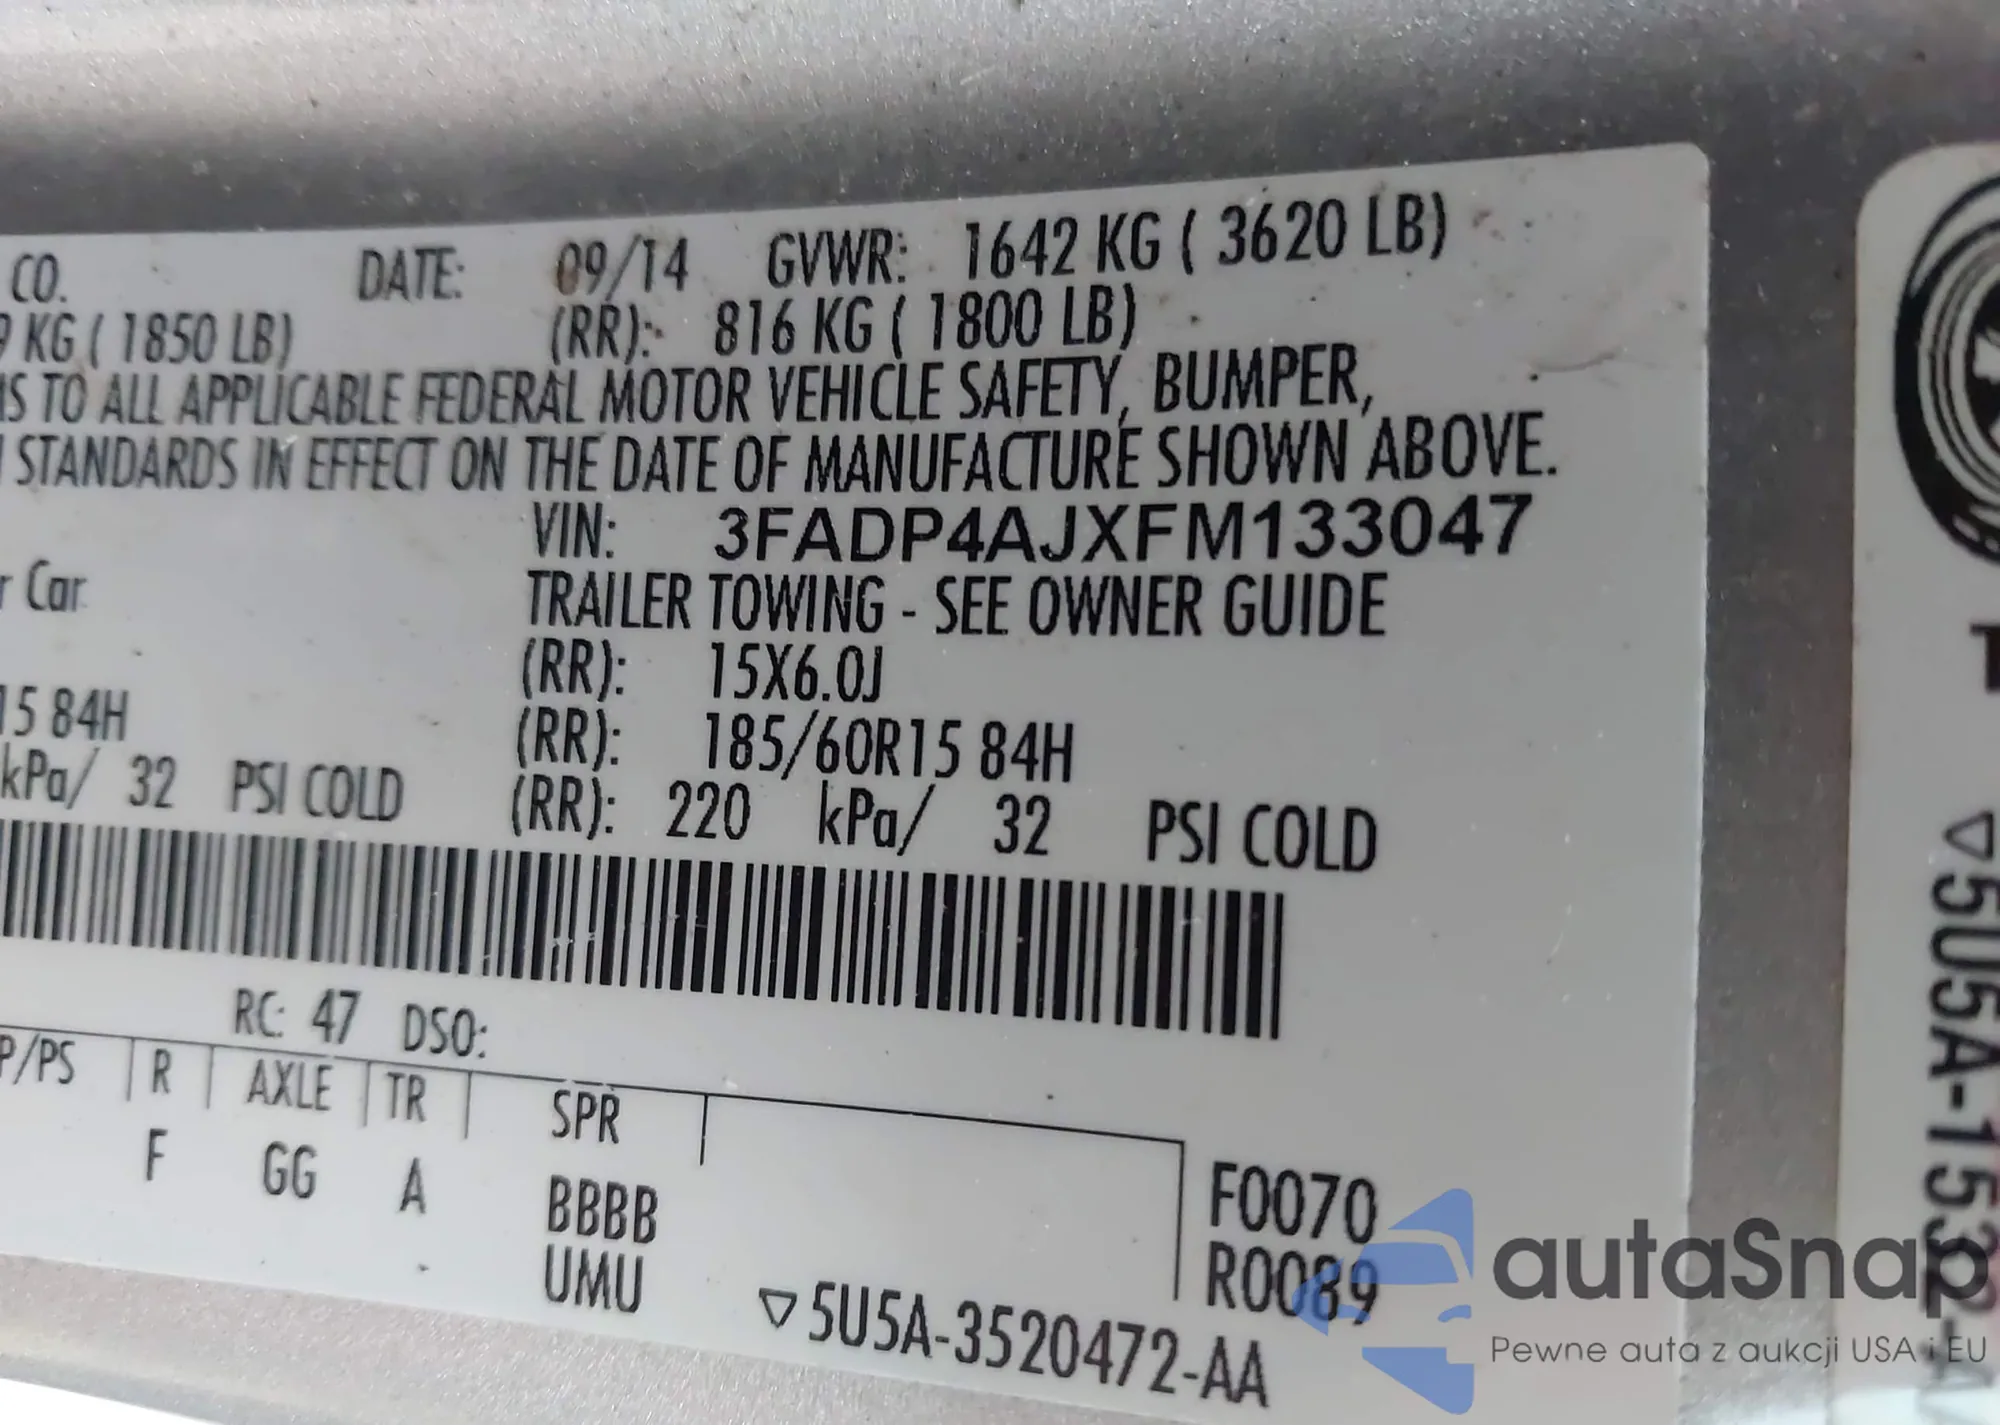 CO. DATE: 09/14 GVWR: 1642 KG ( 3620 LB)
KG ( 1850 LB) (RR): 816 KG ( 1800 LB)
TO ALL APPLICABLE FEDERAL MOTOR VEHICLE SAFETY, BUMPER,
STANDARDS IN EFFECT ON THE DATE OF MANUFACTURE SHOWN ABOVE.
VIN: 3FADP4AJXFM133047
r Car TRAILER TOWING - SEE OWNER GUIDE
(RR): 15X6.0J
15 84H (RR): 185/60R15 84H
kPa/ 32 PSI COLD (RR): 220 kPa/ 32 PSI COLD
RC: 47 DSO:
P/PS R AXLE TR SPR
F GG A BBBB F0070
UMU R0089
▽5U5A-3520472-AA
T
▽5U5A-1532
autaSnap
Pewne auta z aukcji USA i EU